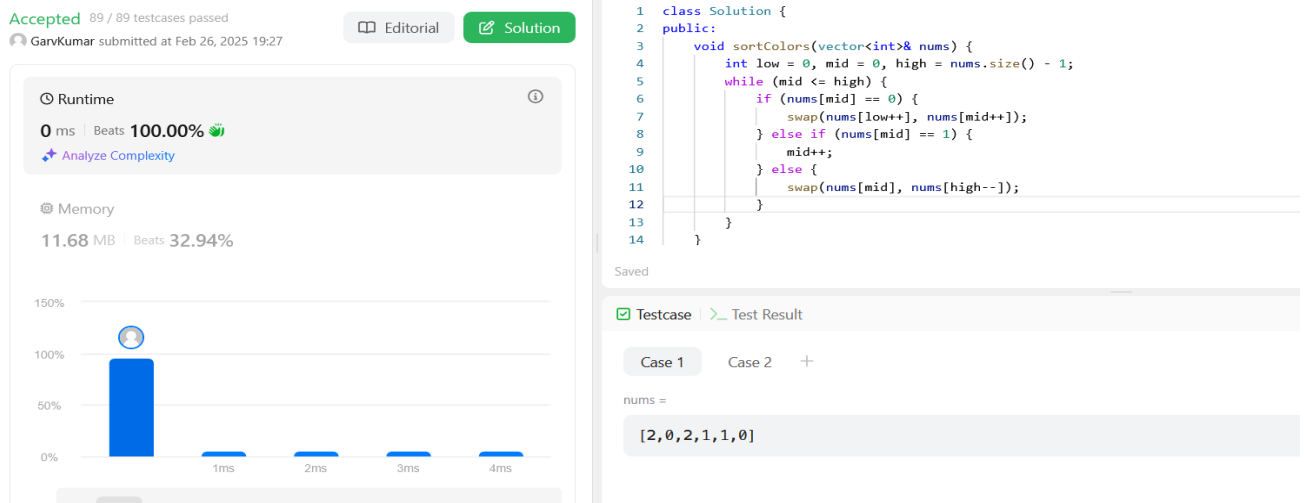 Accepted 89 / 89 testcases passed
GarvKumar submitted at Feb 26, 2025 19:27
Editorial
Solution
Runtime
0 ms | Beats 100.00%
Analyze Complexity
Memory
11.68 MB | Beats 32.94%
150%
100%
50%
0%
1ms 2ms 3ms 4ms
1 class Solution {
2 public:
3     void sortColors(vector<int>& nums) {
4         int low = 0, mid = 0, high = nums.size() - 1;
5         while (mid <= high) {
6             if (nums[mid] == 0) {
7                 swap(nums[low++], nums[mid++]);
8             } else if (nums[mid] == 1) {
9                 mid++;
10             } else {
11                 swap(nums[mid], nums[high--]);
12             }
13         }
14     }
Saved
Testcase | >_ Test Result
Case 1 Case 2 +
nums =
[2,0,2,1,1,0]